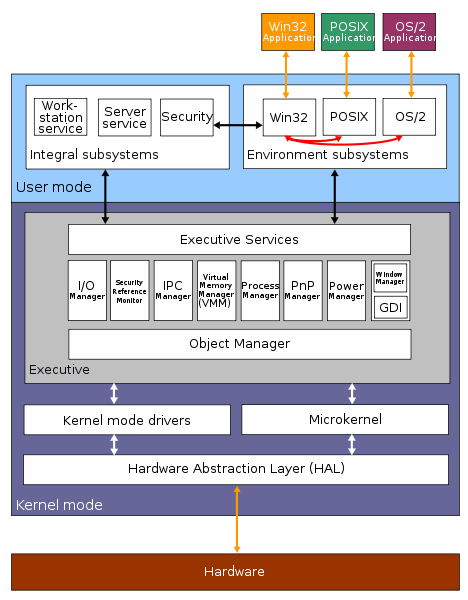 Win32
Application
POSIX
Application
OS/2
Application
Work-
station
service
Server
service
Security
Win32
POSIX
OS/2
Integral subsystems
Environment subsystems
User mode
Executive Services
I/O
Manager
Security
Reference
Monitor
IPC
Manager
Virtual
Memory
Manager
(VMM)
Process
Manager
PnP
Manager
Power
Manager
Window
Manager
GDI
Object Manager
Executive
Kernel mode drivers
Microkernel
Hardware Abstraction Layer (HAL)
Kernel mode
Hardware